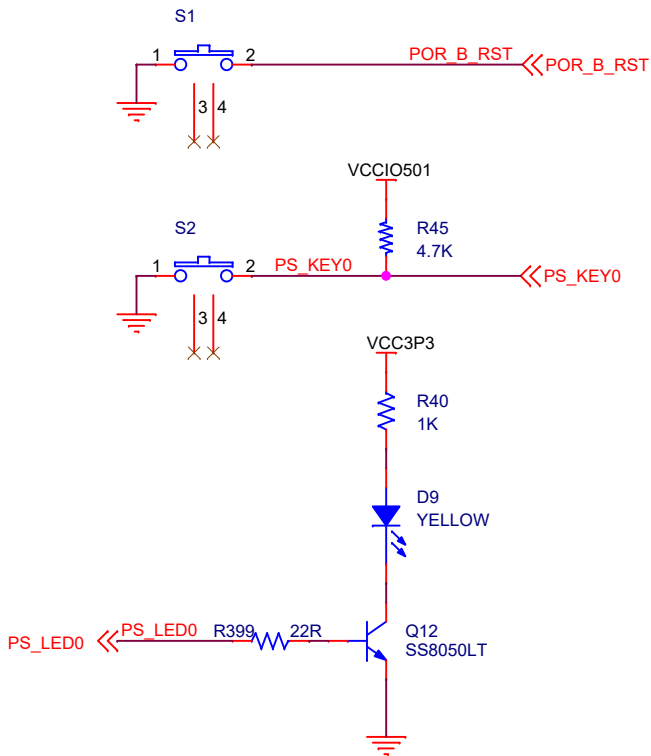 S1
1 2 POR_B_RST POR_B_RST
3 4
VCCIO501
S2 R45
4.7K
1 2 PS_KEY0 PS_KEY0
3 4
VCC3P3
R40
1K
D9
YELLOW
PS_LED0 PS_LED0 R399 22R Q12
SS8050LT